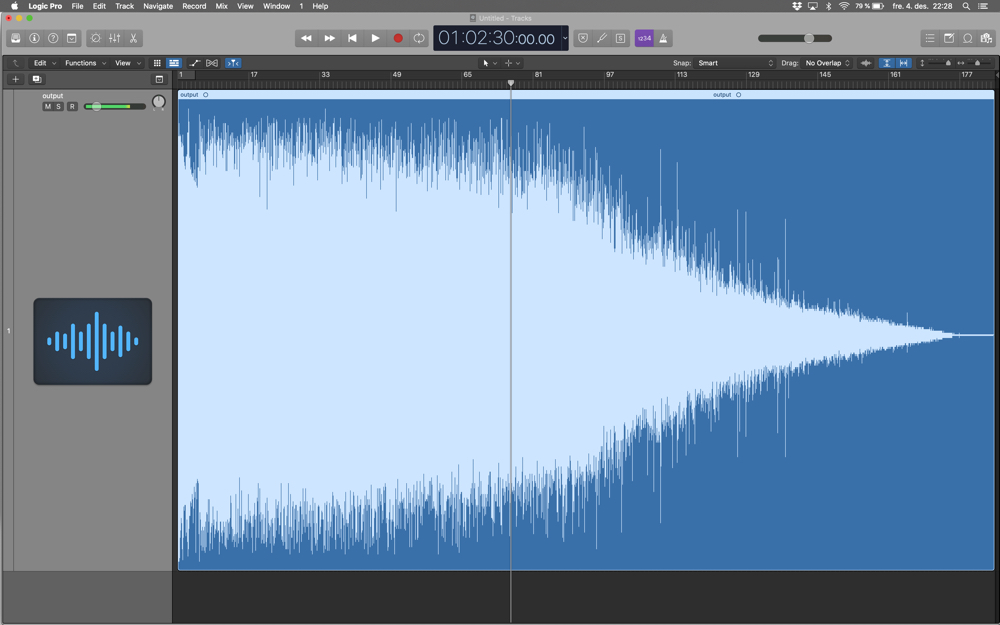 Logic Pro File Edit Track Navigate Record Mix View Window 1 Help 79 % fre. 4. des. 22:28
Untitled – Tracks
01:02:30:00.00 1234
Edit Functions View Snap: Smart Drag: No Overlap
1 17 33 49 65 81 97 113 129 145 161 177
output output output
M S R
1